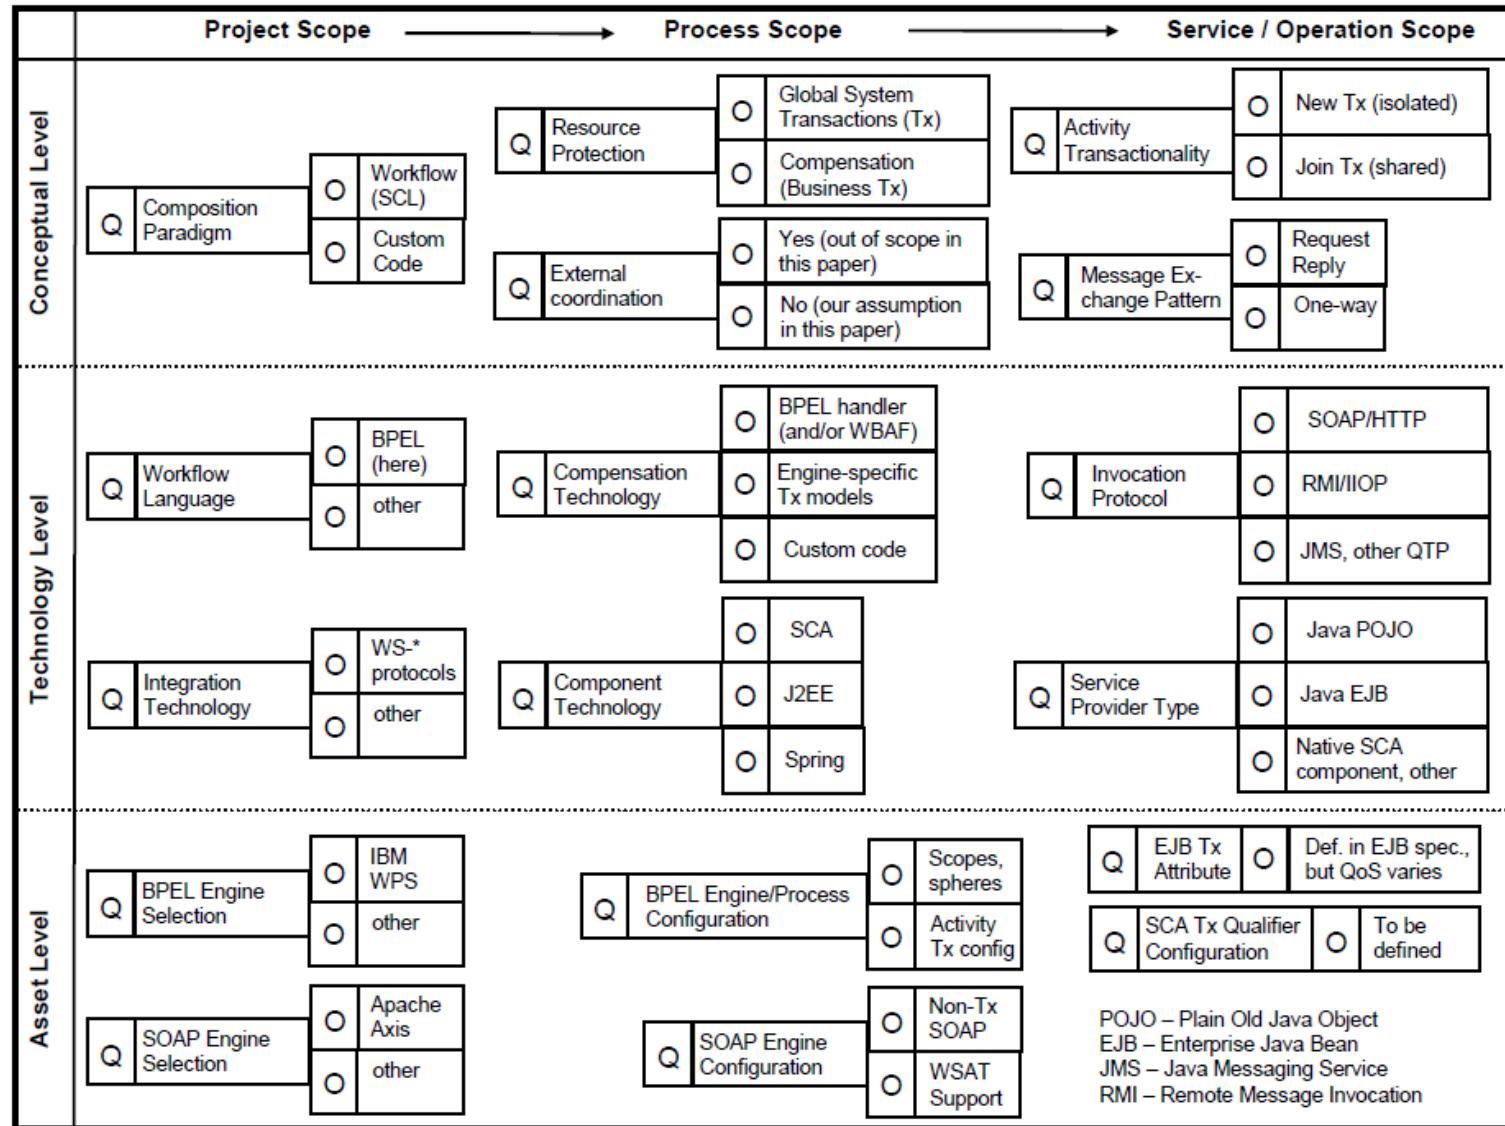 Project Scope
Process Scope
Service / Operation Scope
Conceptual Level
Q
Composition
Paradigm
O
Workflow
(SCL)
O
Custom
Code
Q
Resource
Protection
O
Global System
Transactions (Tx)
O
Compensation
(Business Tx)
Q
External
coordination
O
Yes (out of scope in
this paper)
O
No (our assumption
in this paper)
Q
Activity
Transactionality
O
New Tx (isolated)
O
Join Tx (shared)
Q
Message Ex-
change Pattern
O
Request
Reply
O
One-way
Technology Level
Q
Workflow
Language
O
BPEL
(here)
O
other
Q
Integration
Technology
O
WS-*
protocols
O
other
Q
Compensation
Technology
O
BPEL handler
(and/or WBAF)
O
Engine-specific
Tx models
O
Custom code
Q
Component
Technology
O
SCA
O
J2EE
O
Spring
Q
Invocation
Protocol
O
SOAP/HTTP
O
RMI/IIOP
O
JMS, other QTP
Q
Service
Provider Type
O
Java POJO
O
Java EJB
O
Native SCA
component, other
Asset Level
Q
BPEL Engine
Selection
O
IBM
WPS
O
other
Q
SOAP Engine
Selection
O
Apache
Axis
O
other
Q
BPEL Engine/Process
Configuration
O
Scopes,
spheres
O
Activity
Tx config
Q
SOAP Engine
Configuration
O
Non-Tx
SOAP
O
WSAT
Support
Q
EJB Tx
Attribute
O
Def. in EJB spec.,
but QoS varies
Q
SCA Tx Qualifier
Configuration
O
To be
defined
POJO – Plain Old Java Object
EJB – Enterprise Java Bean
JMS – Java Messaging Service
RMI – Remote Message Invocation